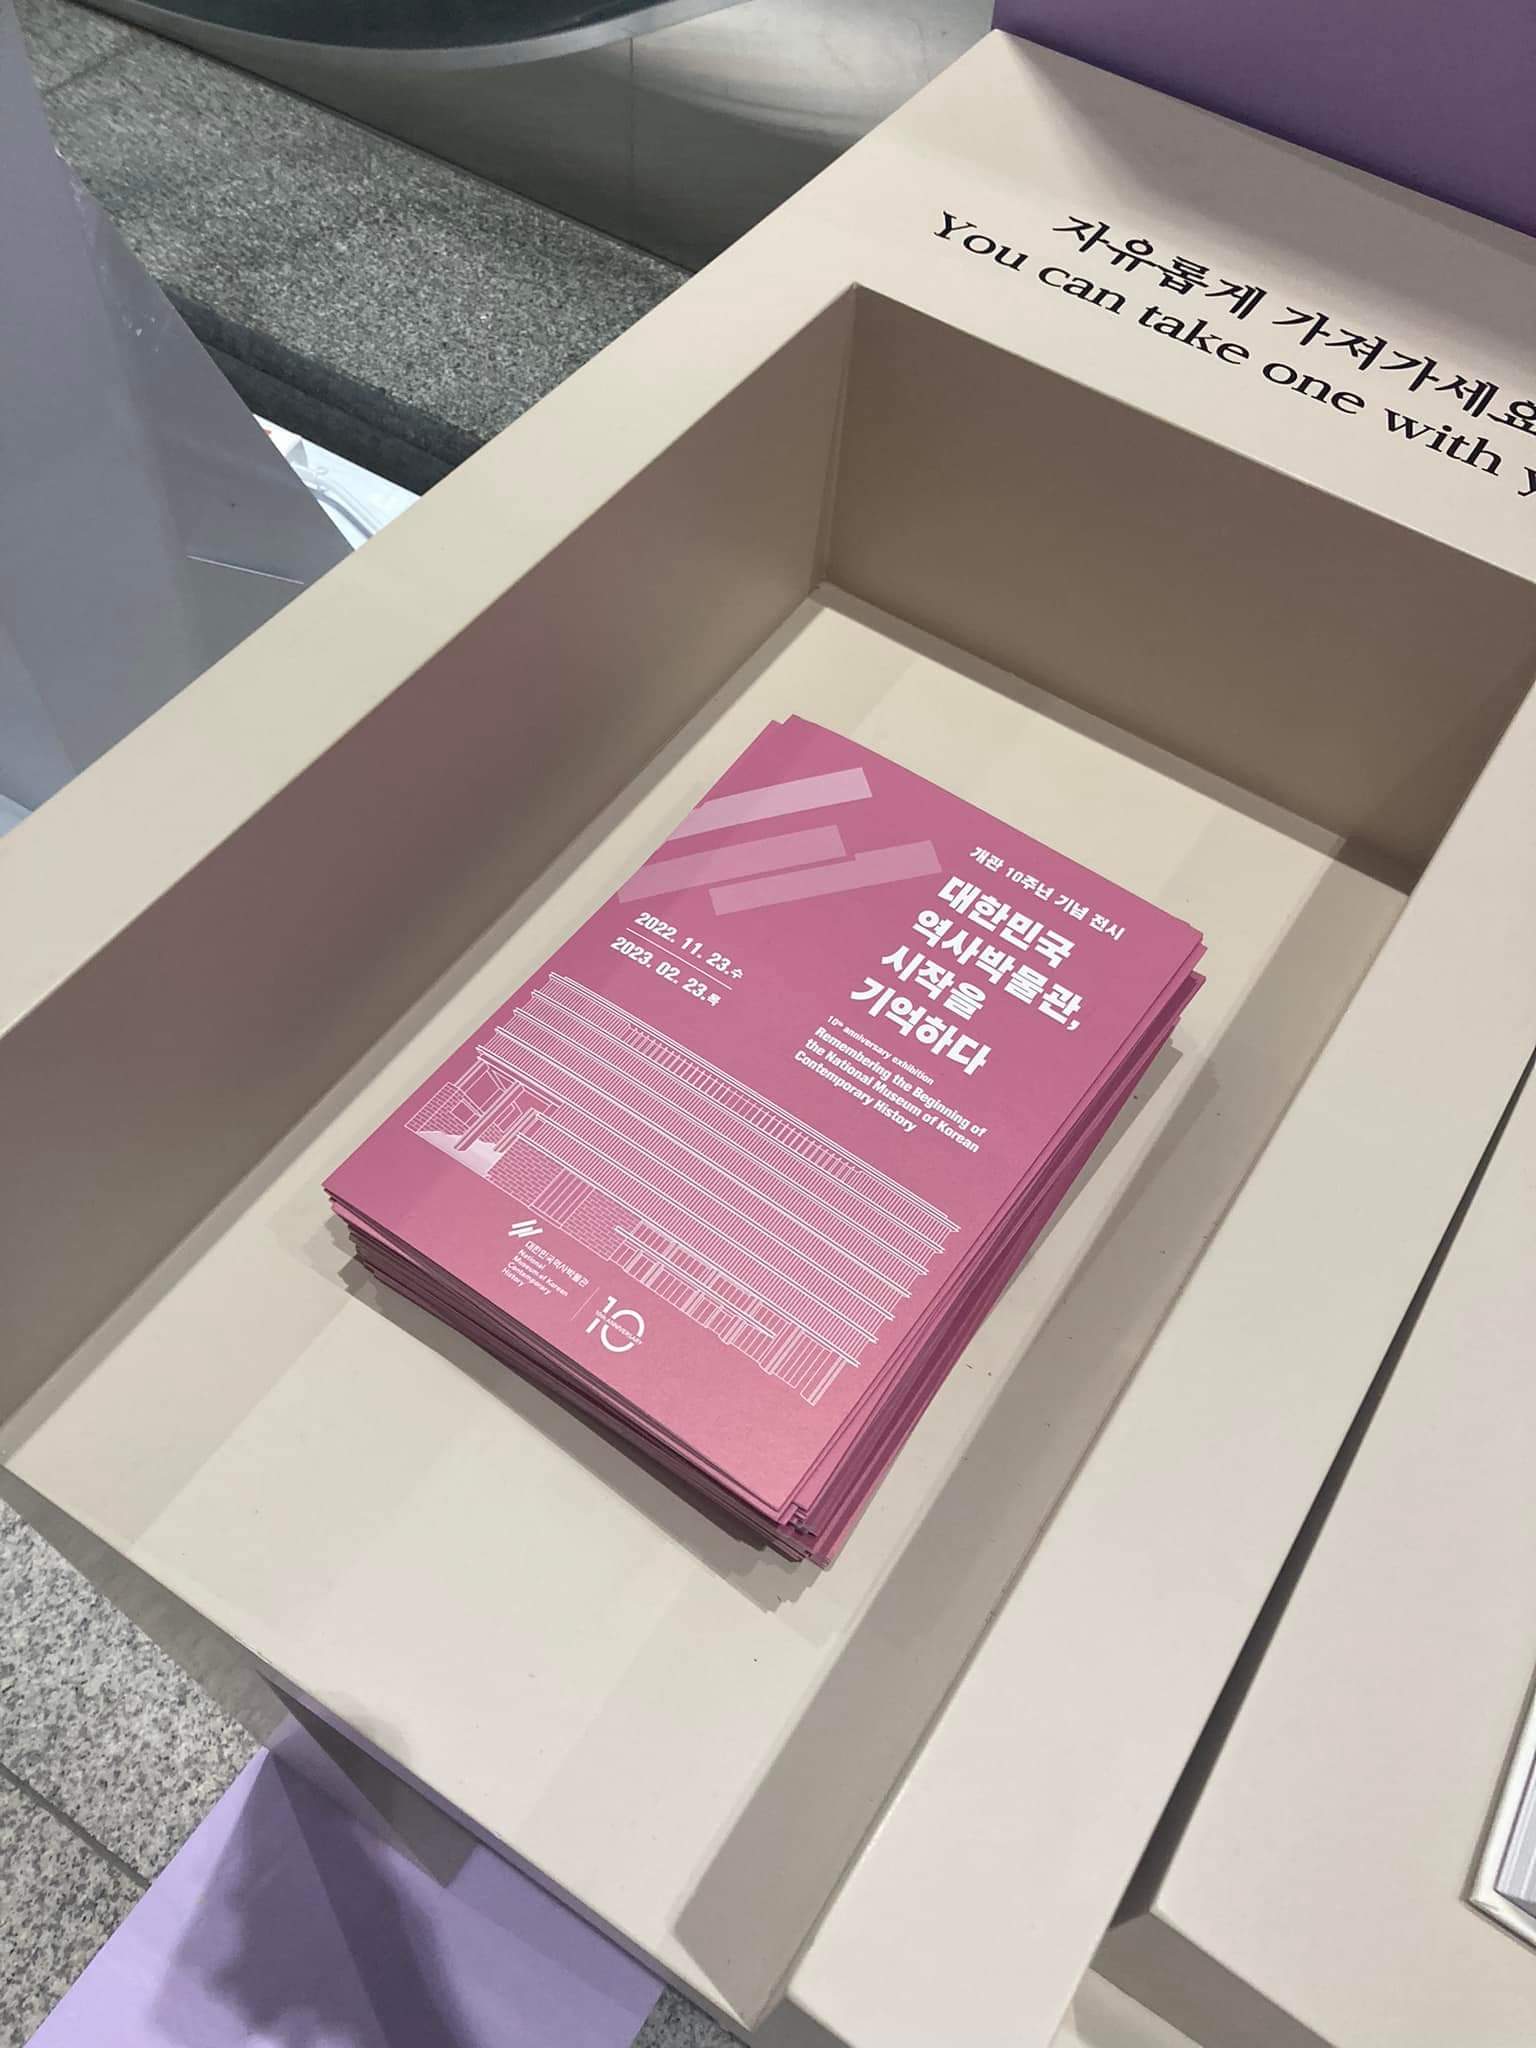 자유롭게 가져가세요
You can take one with
개관 10주년 기념 전시
대한민국
역사박물관,
시작을
기억하다
10th anniversary exhibition
Remembering the Beginning of
the National Museum of Korean
Contemporary History
2022. 11. 23.수
2023. 02. 23.목
대한민국역사박물관
National
Museum of Korean
Contemporary
History
10
10th ANNIVERSARY